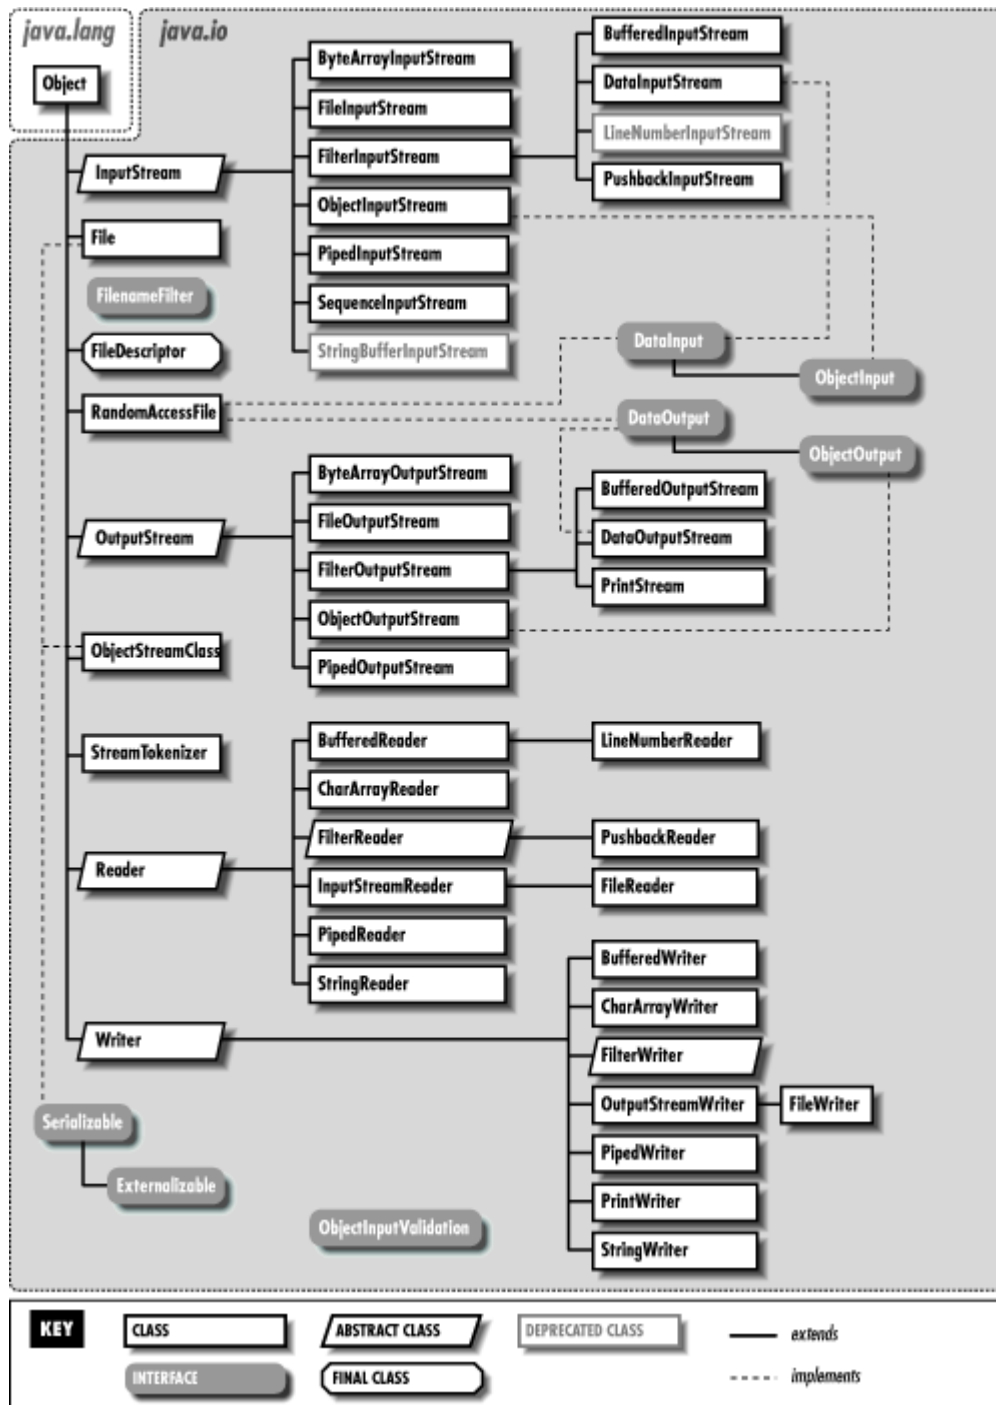 java.lang
java.io
Object
InputStream
File
FilenameFilter
FileDescriptor
RandomAccessFile
OutputStream
ObjectStreamClass
StreamTokenizer
Reader
Writer
Serializable
Externalizable
ByteArrayInputStream
FileInputStream
FilterInputStream
ObjectInputStream
PipedInputStream
SequenceInputStream
StringBufferInputStream
BufferedInputStream
DataInputStream
LineNumberInputStream
PushbackInputStream
DataInput
ObjectInput
DataOutput
ObjectOutput
ByteArrayOutputStream
FileOutputStream
FilterOutputStream
ObjectOutputStream
PipedOutputStream
BufferedOutputStream
DataOutputStream
PrintStream
BufferedReader
CharArrayReader
FilterReader
InputStreamReader
PipedReader
StringReader
LineNumberReader
PushbackReader
FileReader
BufferedWriter
CharArrayWriter
FilterWriter
OutputStreamWriter
FileWriter
PipedWriter
PrintWriter
StringWriter
ObjectInputValidation
KEY
CLASS
ABSTRACT CLASS
DEPRECATED CLASS
extends
INTERFACE
FINAL CLASS
implements